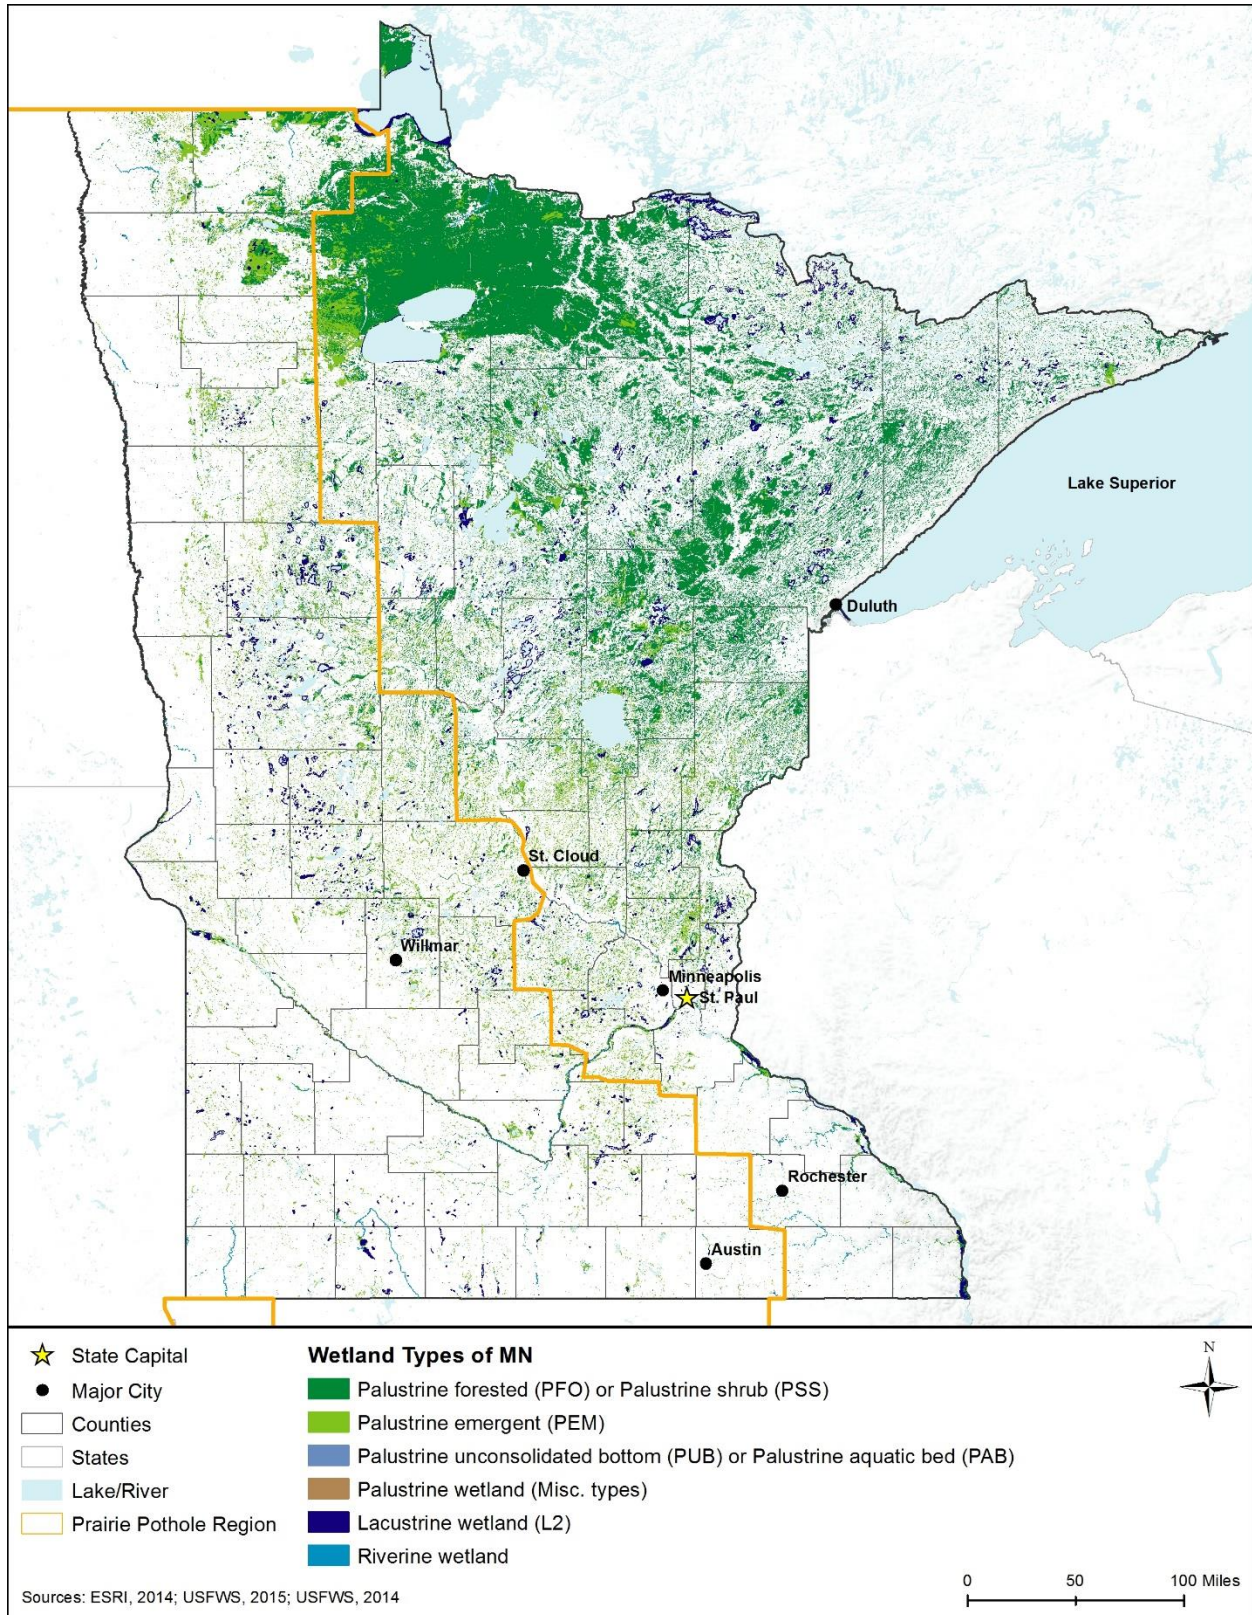 Lake Superior
Duluth
St. Cloud
Willmar
Minneapolis
St. Paul
Rochester
Austin
State Capital
Major City
Counties
States
Lake/River
Prairie Pothole Region
Wetland Types of MN
Palustrine forested (PFO) or Palustrine shrub (PSS)
Palustrine emergent (PEM)
Palustrine unconsolidated bottom (PUB) or Palustrine aquatic bed (PAB)
Palustrine wetland (Misc. types)
Lacustrine wetland (L2)
Riverine wetland
N
0 50 100 Miles
Sources: ESRI, 2014; USFWS, 2015; USFWS, 2014